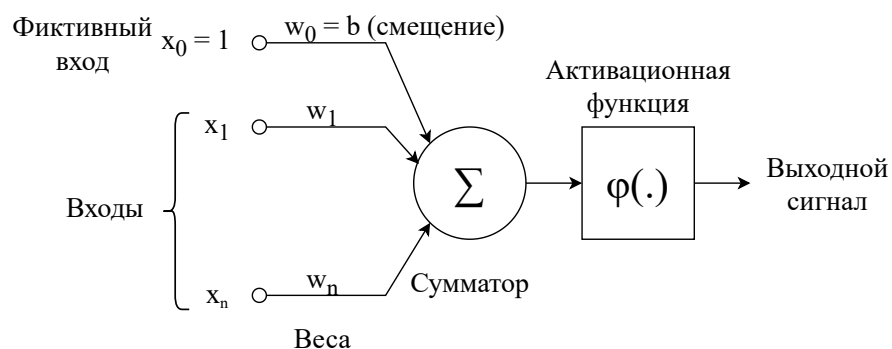 Фиктивный
вход
x₀ = 1
w₀ = b (смещение)
Активационная
функция
x₁
w₁
Входы
Σ
φ(.)
Выходной
сигнал
xₙ
wₙ
Сумматор
Веса